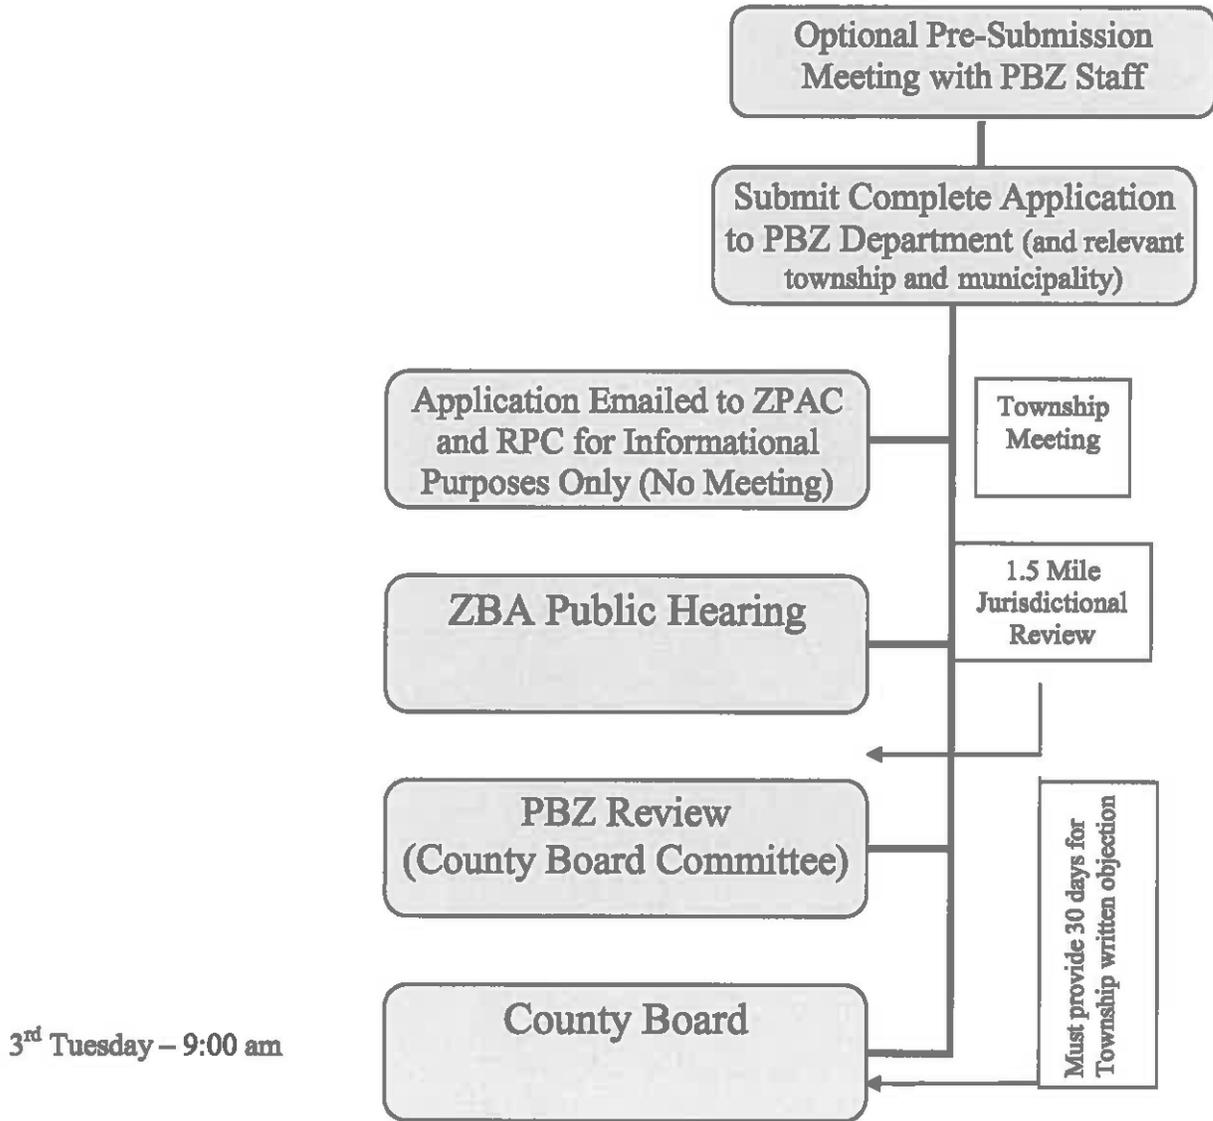 Optional Pre-Submission
Meeting with PBZ Staff
Submit Complete Application
to PBZ Department (and relevant
township and municipality)
Application Emailed to ZPAC
and RPC for Informational
Purposes Only (No Meeting)
Township
Meeting
ZBA Public Hearing
1.5 Mile
Jurisdictional
Review
PBZ Review
(County Board Committee)
Must provide 30 days for
Township written objection
County Board
3rd Tuesday – 9:00 am